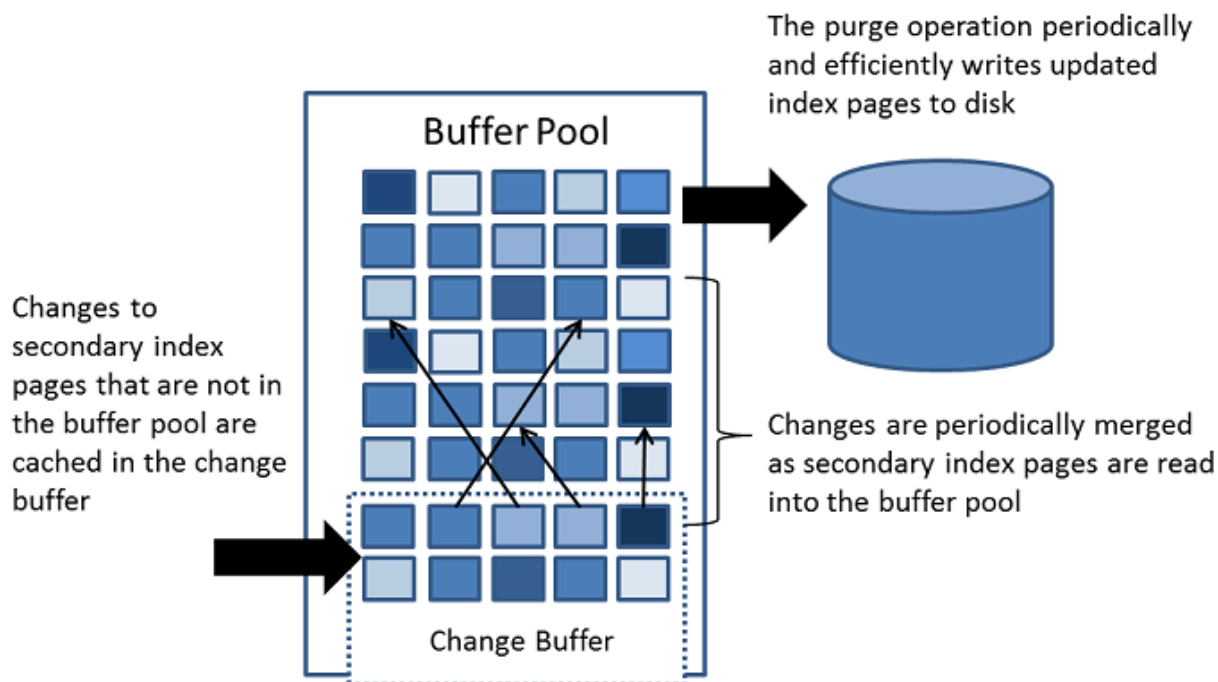 The purge operation periodically
and efficiently writes updated
index pages to disk
Buffer Pool
Changes to
secondary index
pages that are not in
the buffer pool are
cached in the change
buffer
Changes are periodically merged
as secondary index pages are read
into the buffer pool
Change Buffer